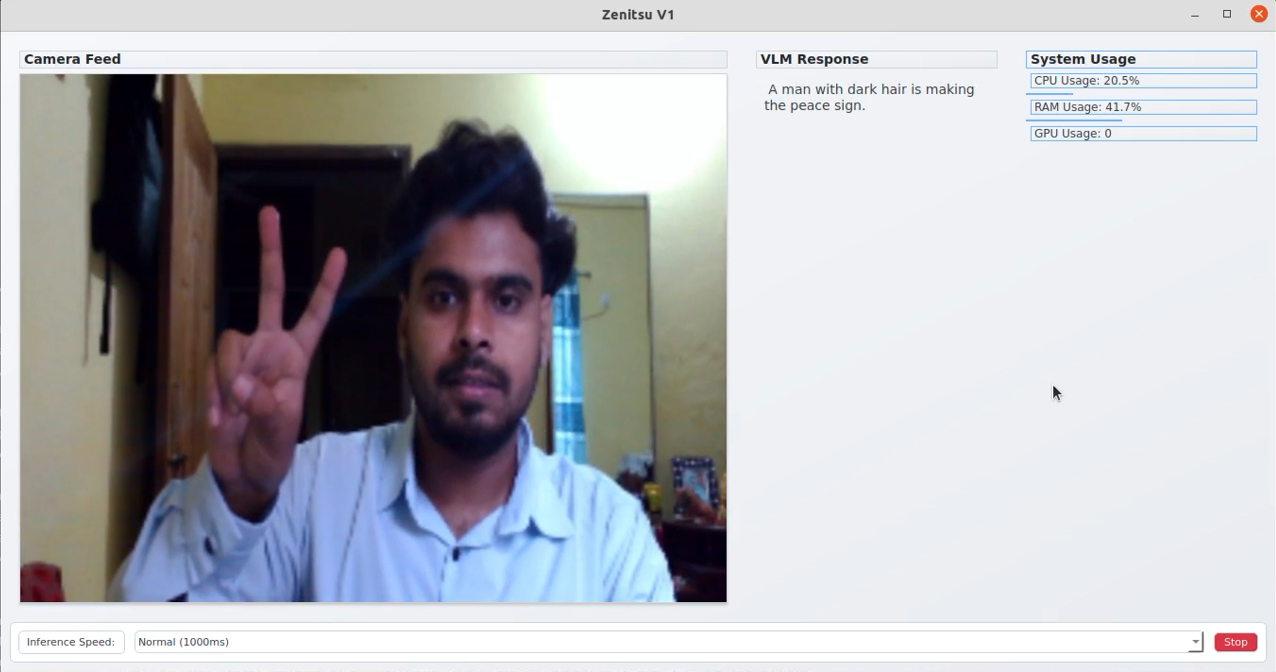 Zenitsu V1
Camera Feed
VLM Response
System Usage
A man with dark hair is making
the peace sign.
CPU Usage: 20.5%
RAM Usage: 41.7%
GPU Usage: 0
Inference Speed:
Normal (1000ms)
Stop